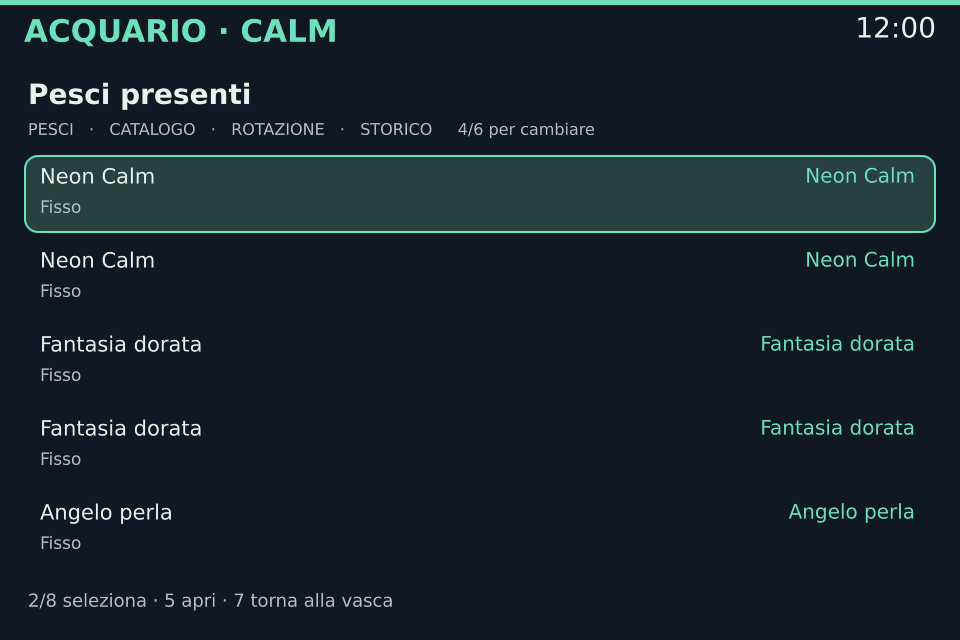 ACQUARIO · CALM 12:00
Pesci presenti
PESCI · CATALOGO · ROTAZIONE · STORICO 4/6 per cambiare
Neon Calm Neon Calm
Fisso
Neon Calm Neon Calm
Fisso
Fantasia dorata Fantasia dorata
Fisso
Fantasia dorata Fantasia dorata
Fisso
Angelo perla Angelo perla
Fisso
2/8 seleziona · 5 apri · 7 torna alla vasca